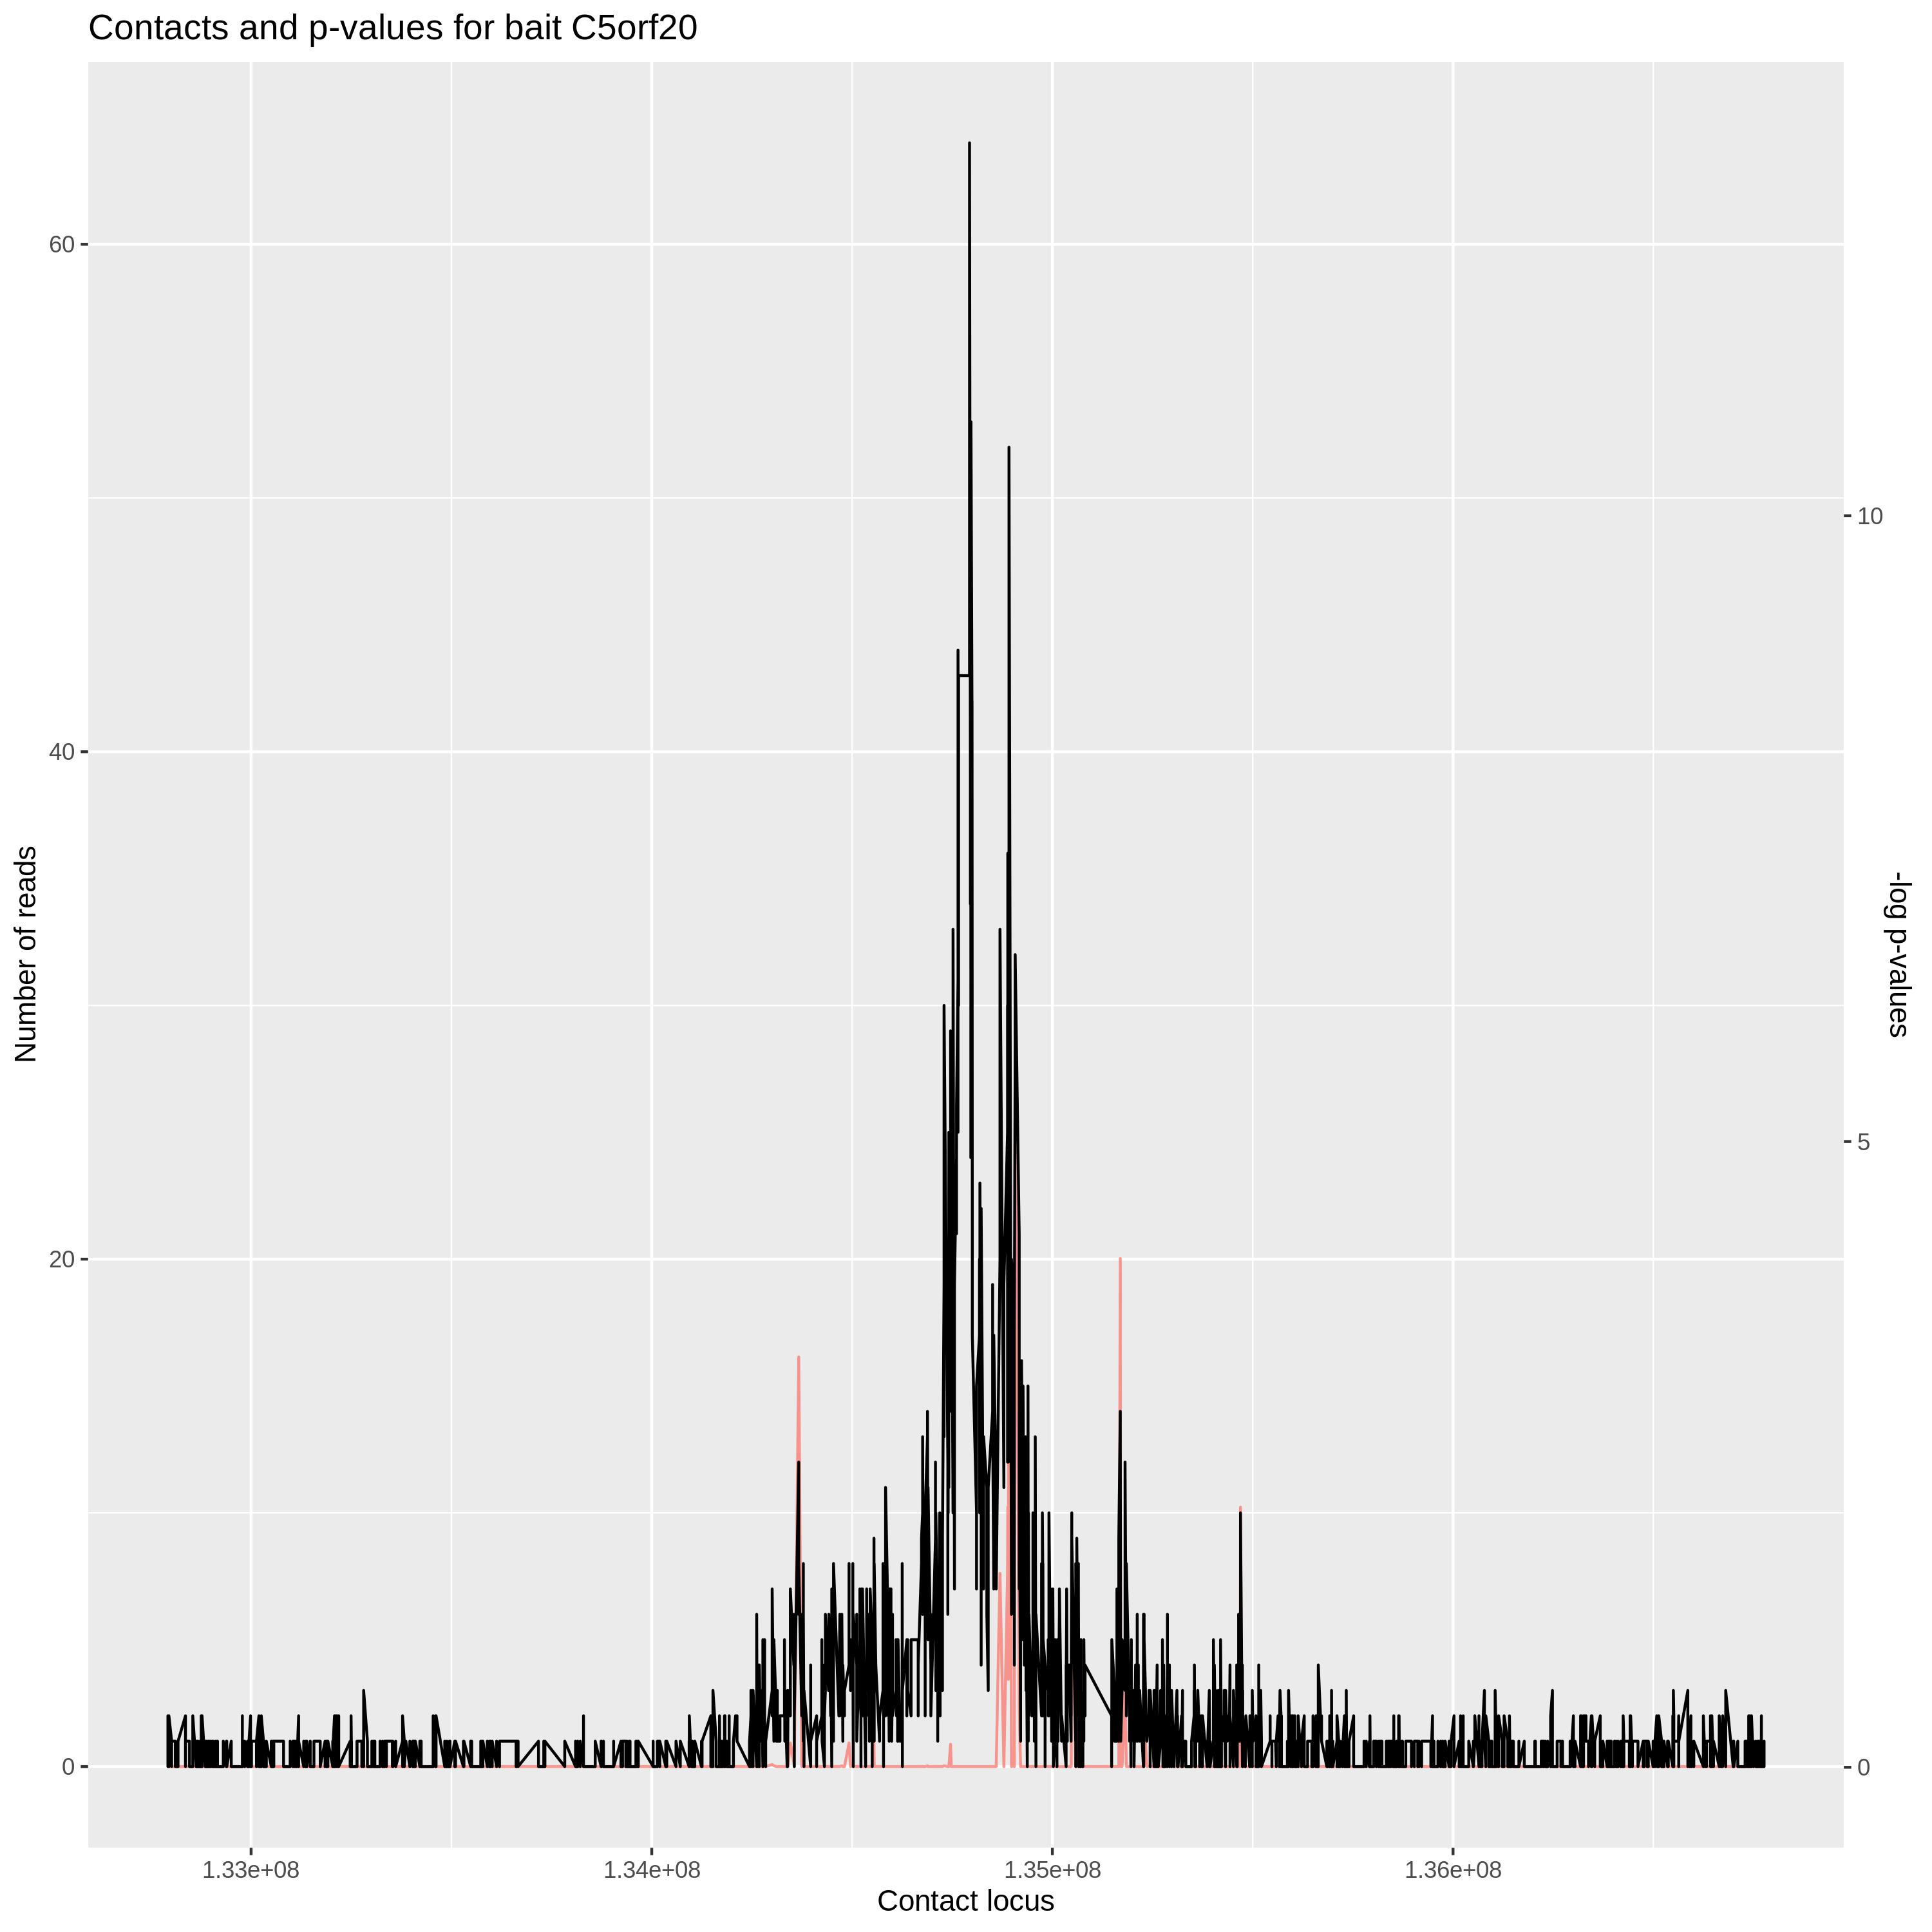 Contacts and p-values for bait C5orf20
Number of reads
60
40
20
0
10
5
0
-log p-values
1.33e+08
1.34e+08
1.35e+08
1.36e+08
Contact locus